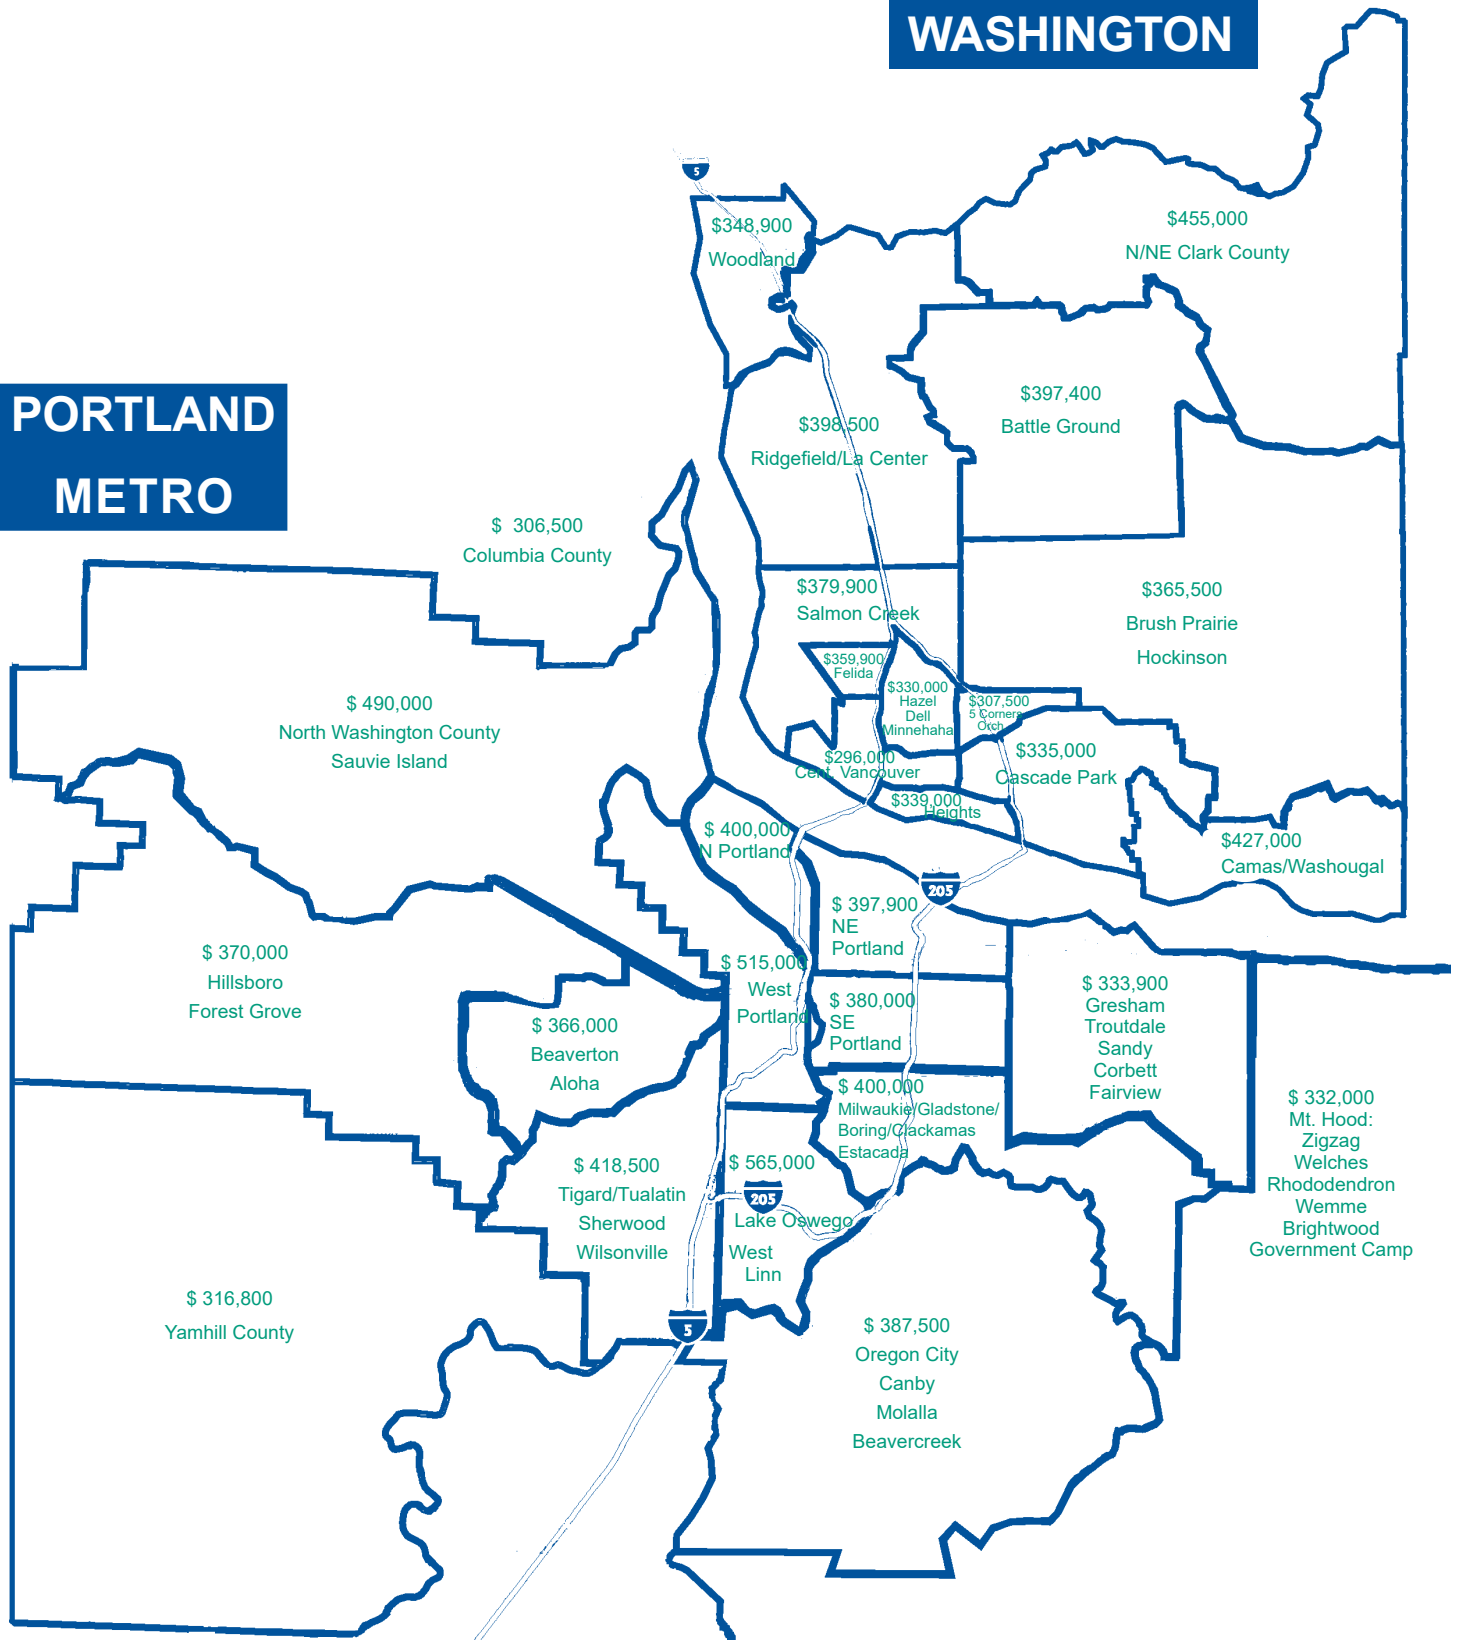 WASHINGTON
5
$348,900
Woodland
$455,000
N/NE Clark County
PORTLAND
METRO
$397,400
Battle Ground
$398,500
Ridgefield/La Center
$ 306,500
Columbia County
$379,900
Salmon Creek
$365,500
Brush Prairie
Hockinson
$359,900
Felida
$330,000
Hazel
Dell
Minnehaha
$307,500
5 Corners
Orch
$ 490,000
North Washington County
Sauvie Island
$296,000
Cent. Vancouver
$335,000
Cascade Park
$339,000
Heights
$ 400,000
N Portland
$427,000
Camas/Washougal
205
$ 397,900
NE
Portland
$ 370,000
Hillsboro
Forest Grove
$ 515,000
West
Portland
$ 380,000
SE
Portland
$ 333,900
Gresham
Troutdale
Sandy
Corbett
Fairview
$ 366,000
Beaverton
Aloha
$ 400,000
Milwaukie/Gladstone/
Boring/Clackamas
Estacada
$ 332,000
Mt. Hood:
Zigzag
Welches
Rhododendron
Wemme
Brightwood
Government Camp
$ 418,500
Tigard/Tualatin
Sherwood
Wilsonville
$ 565,000
205
Lake Oswego
West
Linn
$ 316,800
Yamhill County
5
$ 387,500
Oregon City
Canby
Molalla
Beavercreek